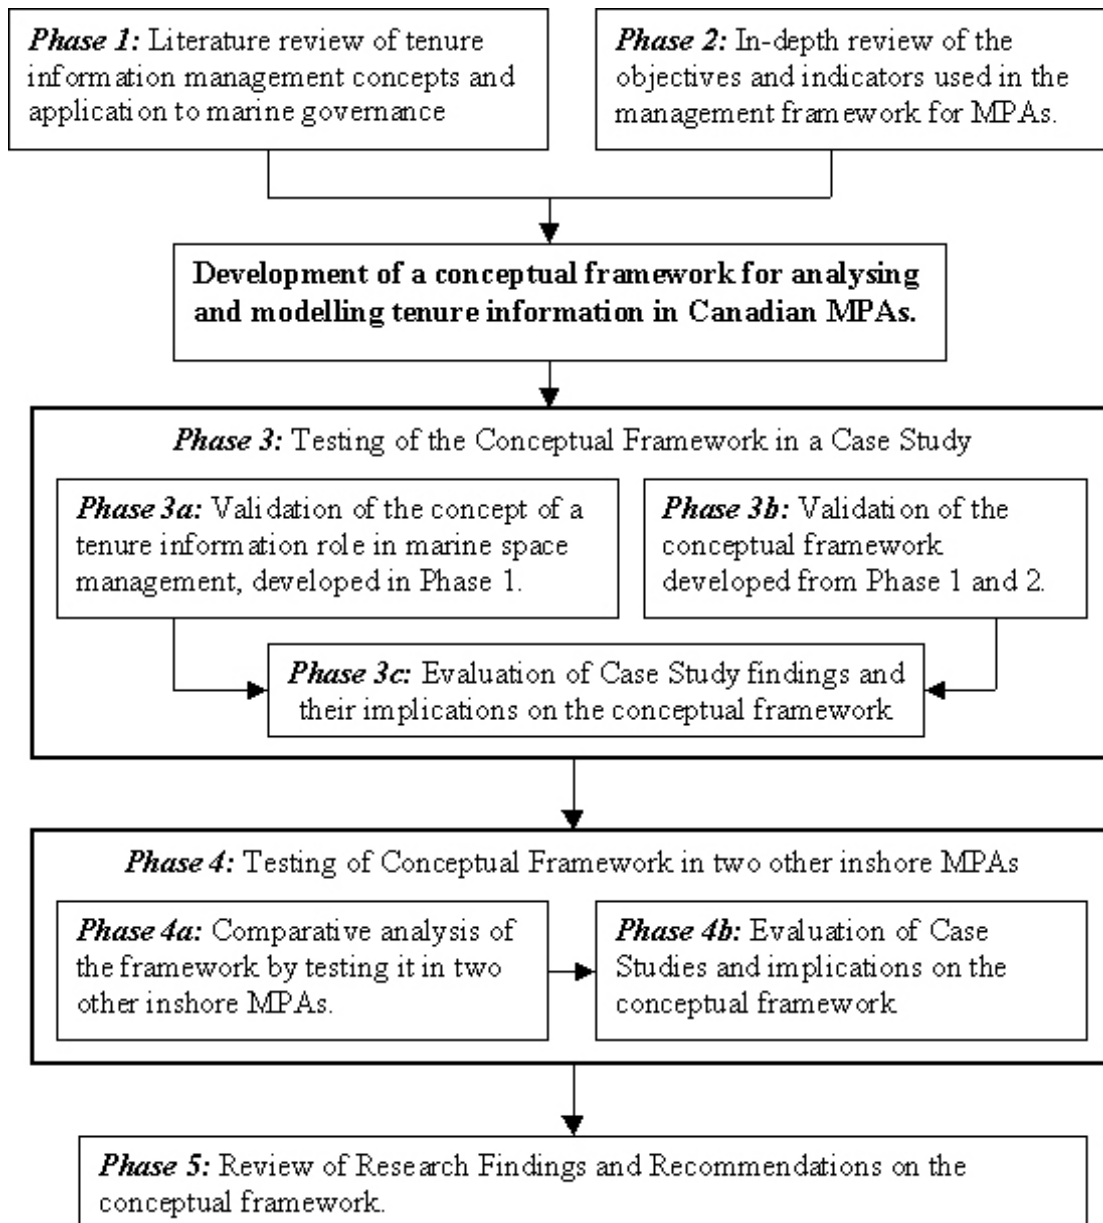 Phase 1: Literature review of tenure
information management concepts and
application to marine governance
Phase 2: In-depth review of the
objectives and indicators used in the
management framework for MPAs.
Development of a conceptual framework for analysing
and modelling tenure information in Canadian MPAs.
Phase 3: Testing of the Conceptual Framework in a Case Study
Phase 3a: Validation of the concept of a
tenure information role in marine space
management, developed in Phase 1.
Phase 3b: Validation of the
conceptual framework
developed from Phase 1 and 2.
Phase 3c: Evaluation of Case Study findings and
their implications on the conceptual framework
Phase 4: Testing of Conceptual Framework in two other inshore MPAs
Phase 4a: Comparative analysis of
the framework by testing it in two
other inshore MPAs.
Phase 4b: Evaluation of Case
Studies and implications on the
conceptual framework
Phase 5: Review of Research Findings and Recommendations on the
conceptual framework.